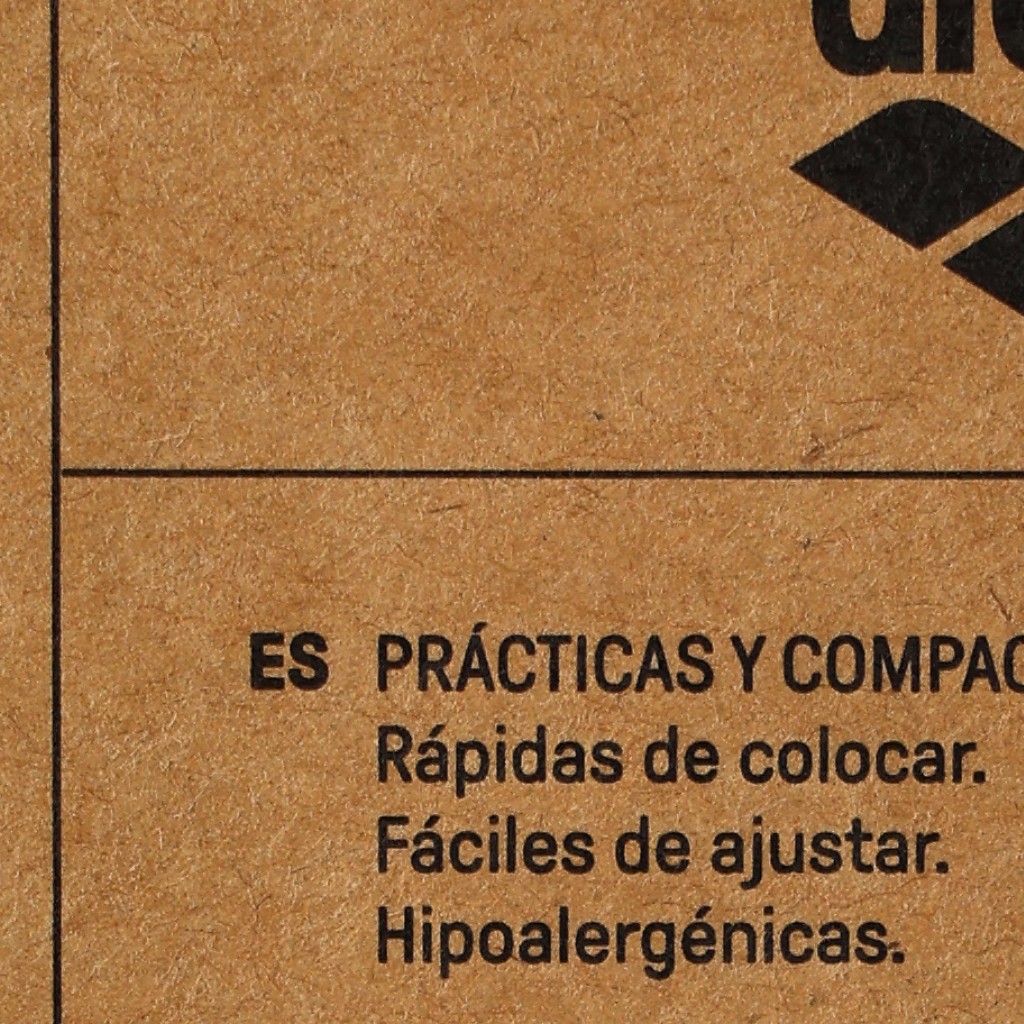 ES PRÁCTICAS Y
Rápidas de colocar.
Fáciles de ajustar.
Hipoalergénicas.